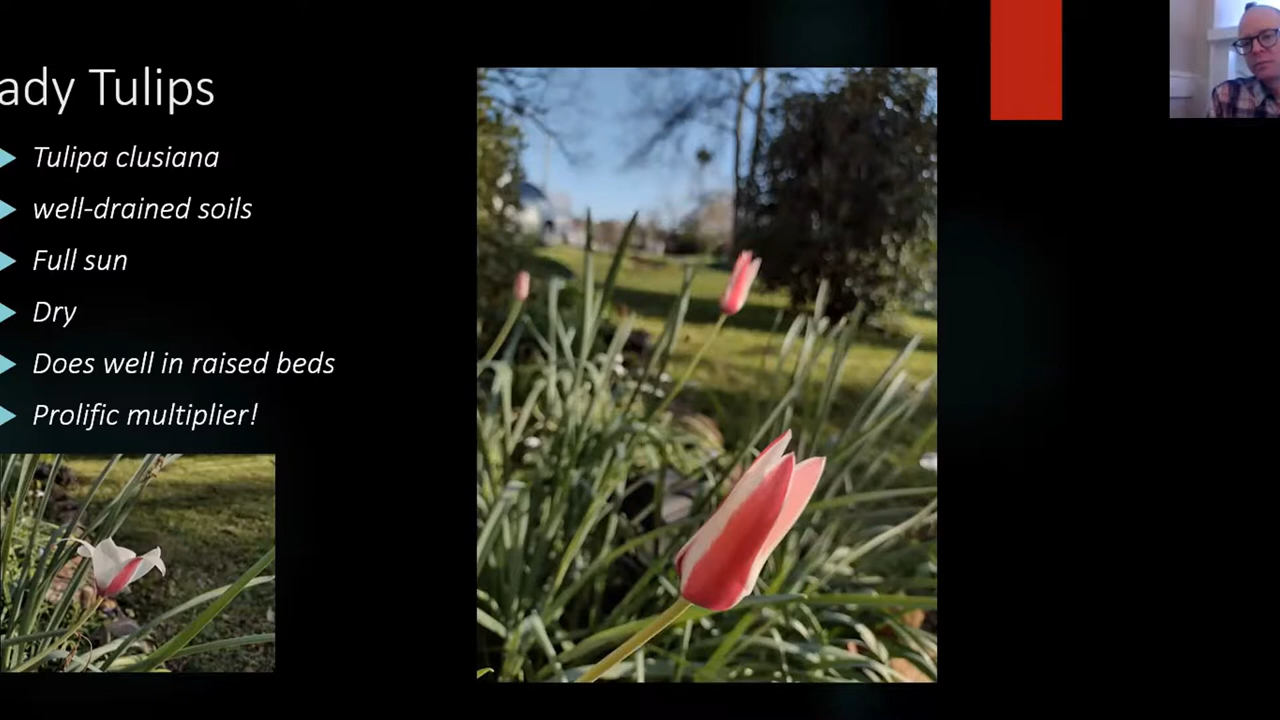 ady Tulips
Tulipa clusiana
well-drained soils
Full sun
Dry
Does well in raised beds
Prolific multiplier!